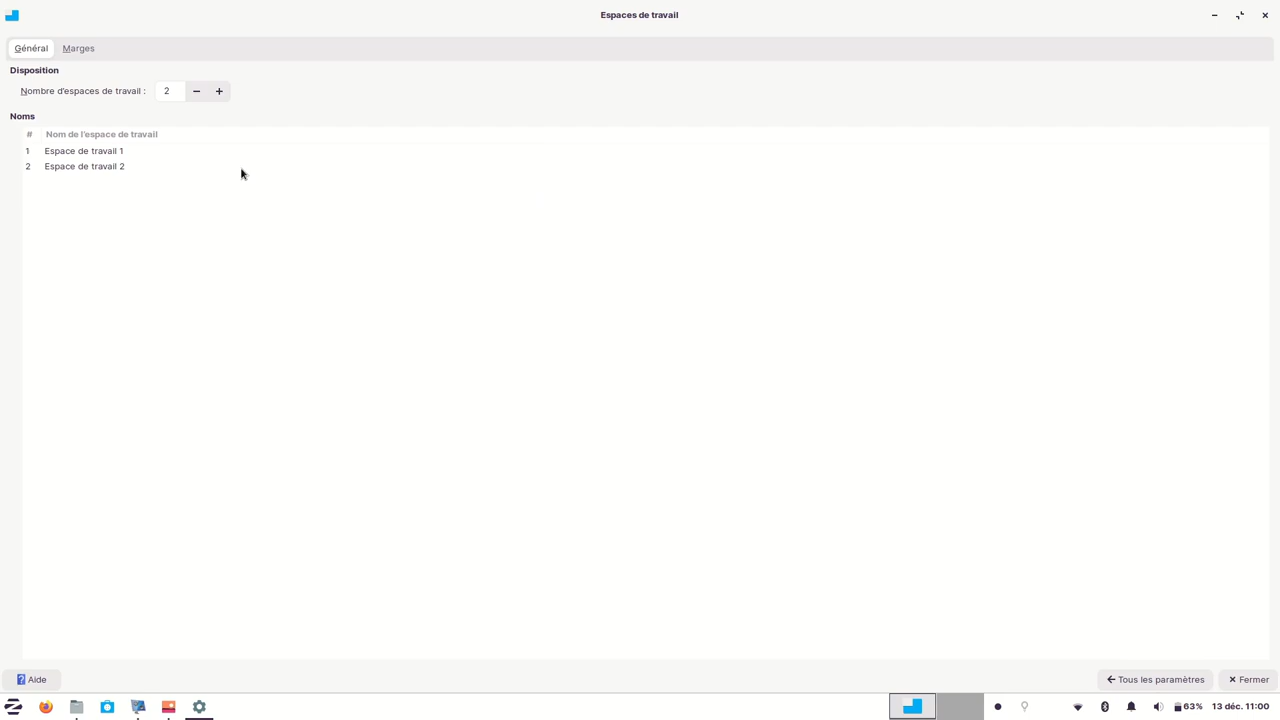 Espaces de travail
Général Marges
Disposition
Nombre d'espaces de travail : 2
Noms
# Nom de l'espace de travail
1 Espace de travail 1
2 Espace de travail 2
Aide
Tous les paramètres
Fermer
63% 13 déc. 11:00